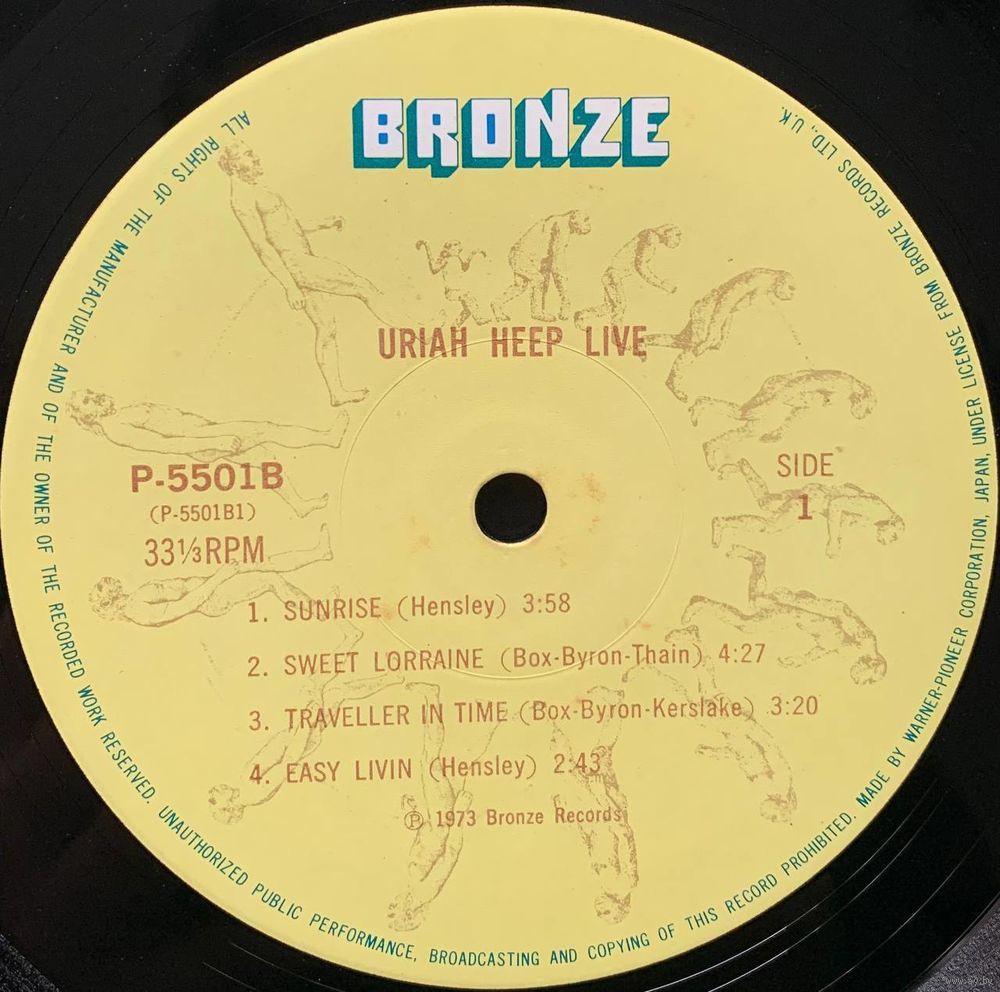 BRONZE
URIAH HEEP LIVE
P-5501B
(P-5501B1)
33⅓RPM
SIDE
1
1. SUNRISE (Hensley) 3:58
2. SWEET LORRAINE (Box-Byron-Thain) 4:27
3. TRAVELLER IN TIME (Box-Byron-Kerslake) 3:20
4. EASY LIVIN (Hensley) 2:43
Ⓟ 1973 Bronze Records
ALL RIGHTS OF THE MANUFACTURER AND OF THE OWNER OF THE RECORDED WORK RESERVED. UNAUTHORIZED PUBLIC PERFORMANCE, BROADCASTING AND COPYING OF THIS RECORD PROHIBITED. MADE BY WARNER-PIONEER CORPORATION, JAPAN, UNDER LICENSE FROM BRONZE RECORDS LTD., U.K.